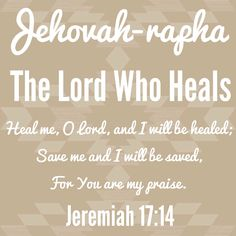 Jehovah-rapha
The Lord Who Heals
Heal me, O Lord, and I will be healed;
Save me and I will be saved,
For You are my praise.
Jeremiah 17:14